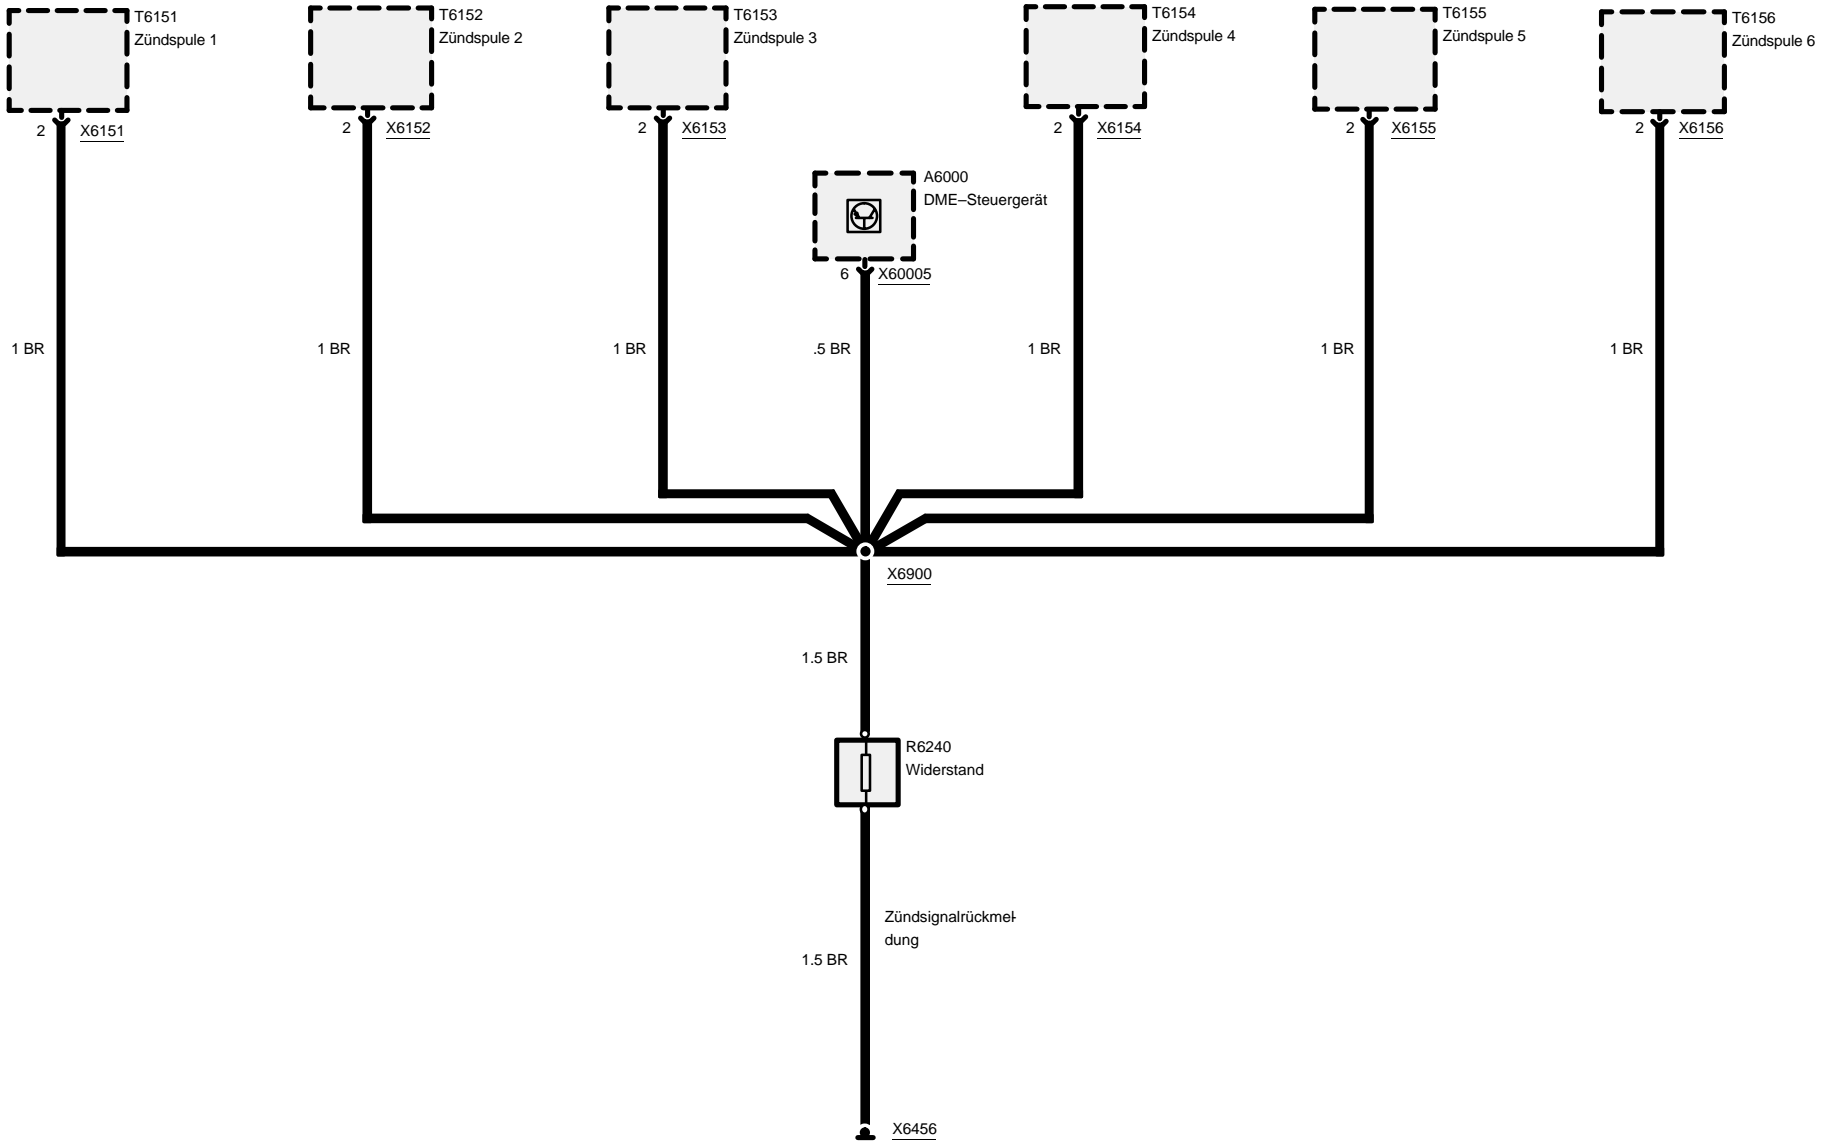 T6151
Zündspule 1
T6152
Zündspule 2
T6153
Zündspule 3
T6154
Zündspule 4
T6155
Zündspule 5
T6156
Zündspule 6
2 X6151
2 X6152
2 X6153
2 X6154
2 X6155
2 X6156
A6000
DME–Steuergerät
6 X60005
1 BR
1 BR
1 BR
.5 BR
1 BR
1 BR
1 BR
X6900
1.5 BR
R6240
Widerstand
Zündsignalrückmel-
dung
1.5 BR
X6456